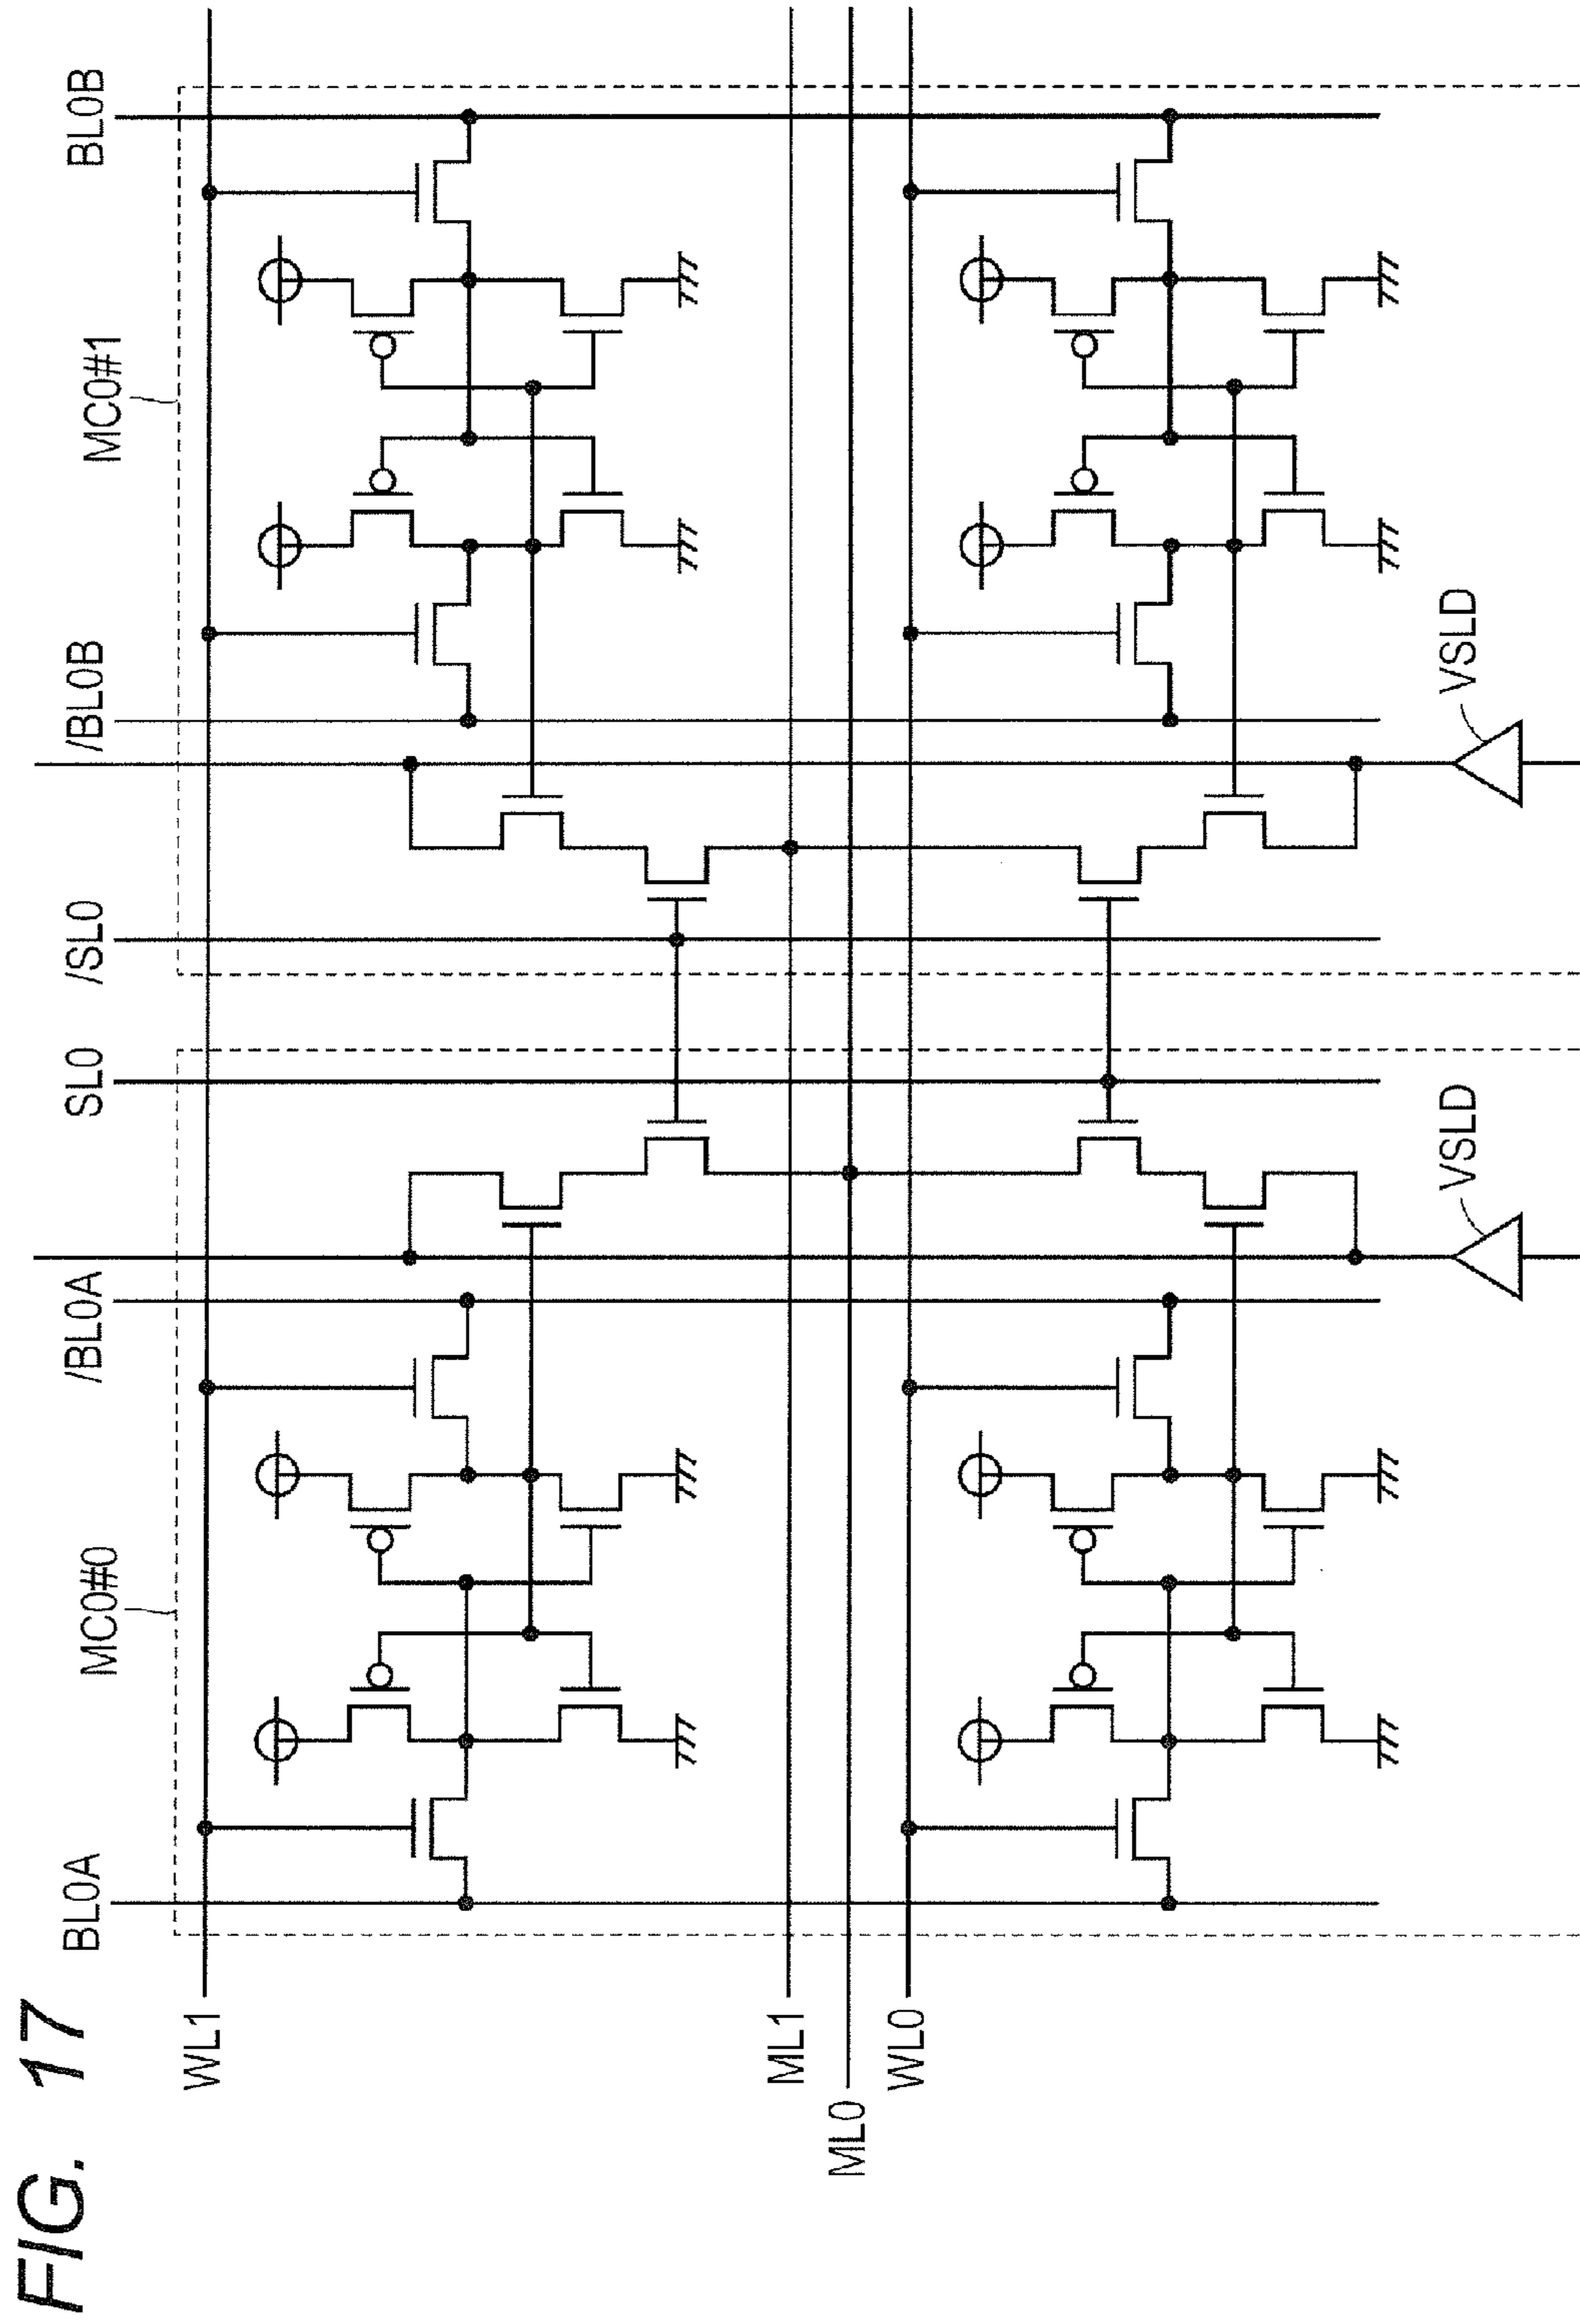 FIG. 17
BL0A
MC0#0
/BL0A
SL0
/SL0
/BL0B
MC0#1
BL0B
WL1
ML1
ML0
WL0
VSLD
VSLD